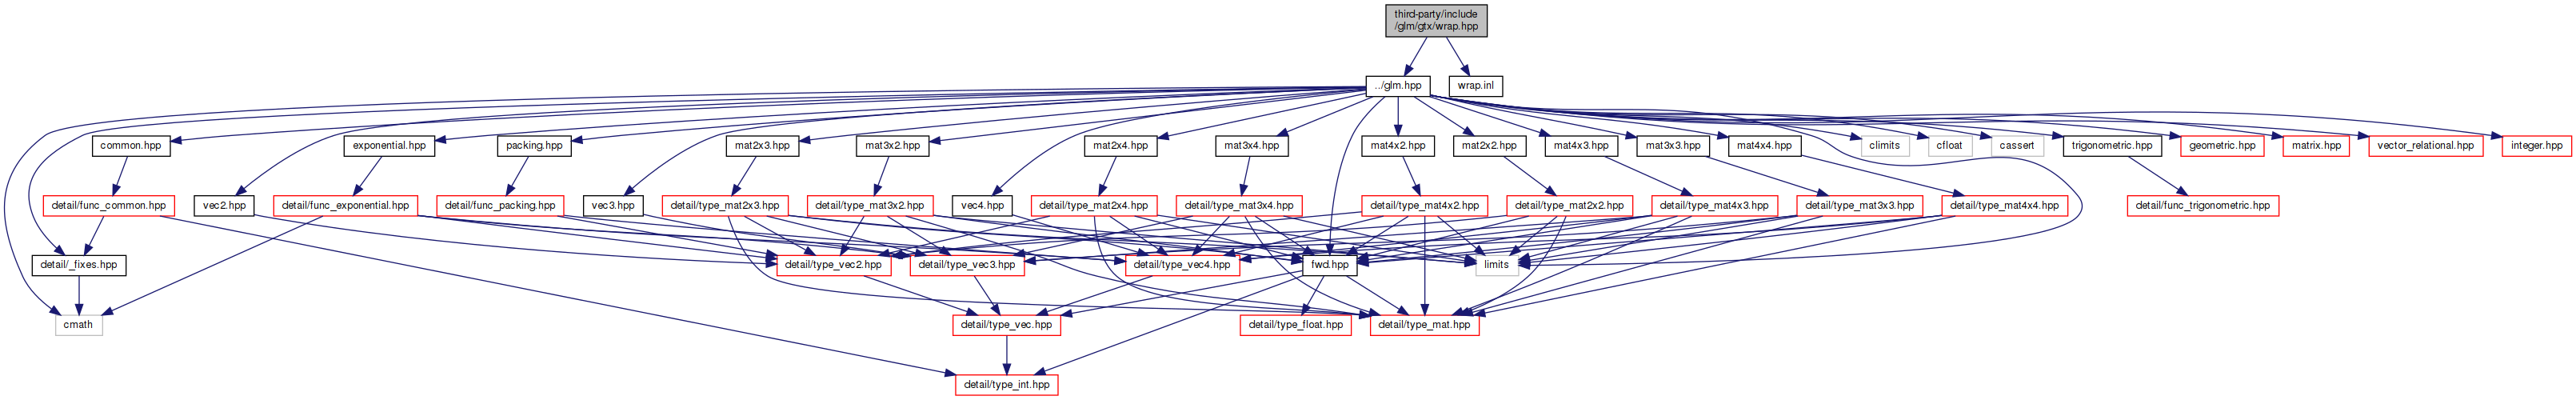 third-party/include
/glm/gtx/wrap.hpp
../glm.hpp
wrap.inl
common.hpp
exponential.hpp
packing.hpp
mat2x3.hpp
mat3x2.hpp
mat2x4.hpp
mat3x4.hpp
mat4x2.hpp
mat2x2.hpp
mat4x3.hpp
mat3x3.hpp
mat4x4.hpp
climits
cfloat
cassert
trigonometric.hpp
geometric.hpp
matrix.hpp
vector_relational.hpp
integer.hpp
detail/func_common.hpp
vec2.hpp
detail/func_exponential.hpp
detail/func_packing.hpp
vec3.hpp
detail/type_mat2x3.hpp
detail/type_mat3x2.hpp
vec4.hpp
detail/type_mat2x4.hpp
detail/type_mat3x4.hpp
detail/type_mat4x2.hpp
detail/type_mat2x2.hpp
detail/type_mat4x3.hpp
detail/type_mat3x3.hpp
detail/type_mat4x4.hpp
detail/func_trigonometric.hpp
detail/_fixes.hpp
detail/type_vec2.hpp
detail/type_vec3.hpp
detail/type_vec4.hpp
fwd.hpp
limits
cmath
detail/type_vec.hpp
detail/type_float.hpp
detail/type_mat.hpp
detail/type_int.hpp